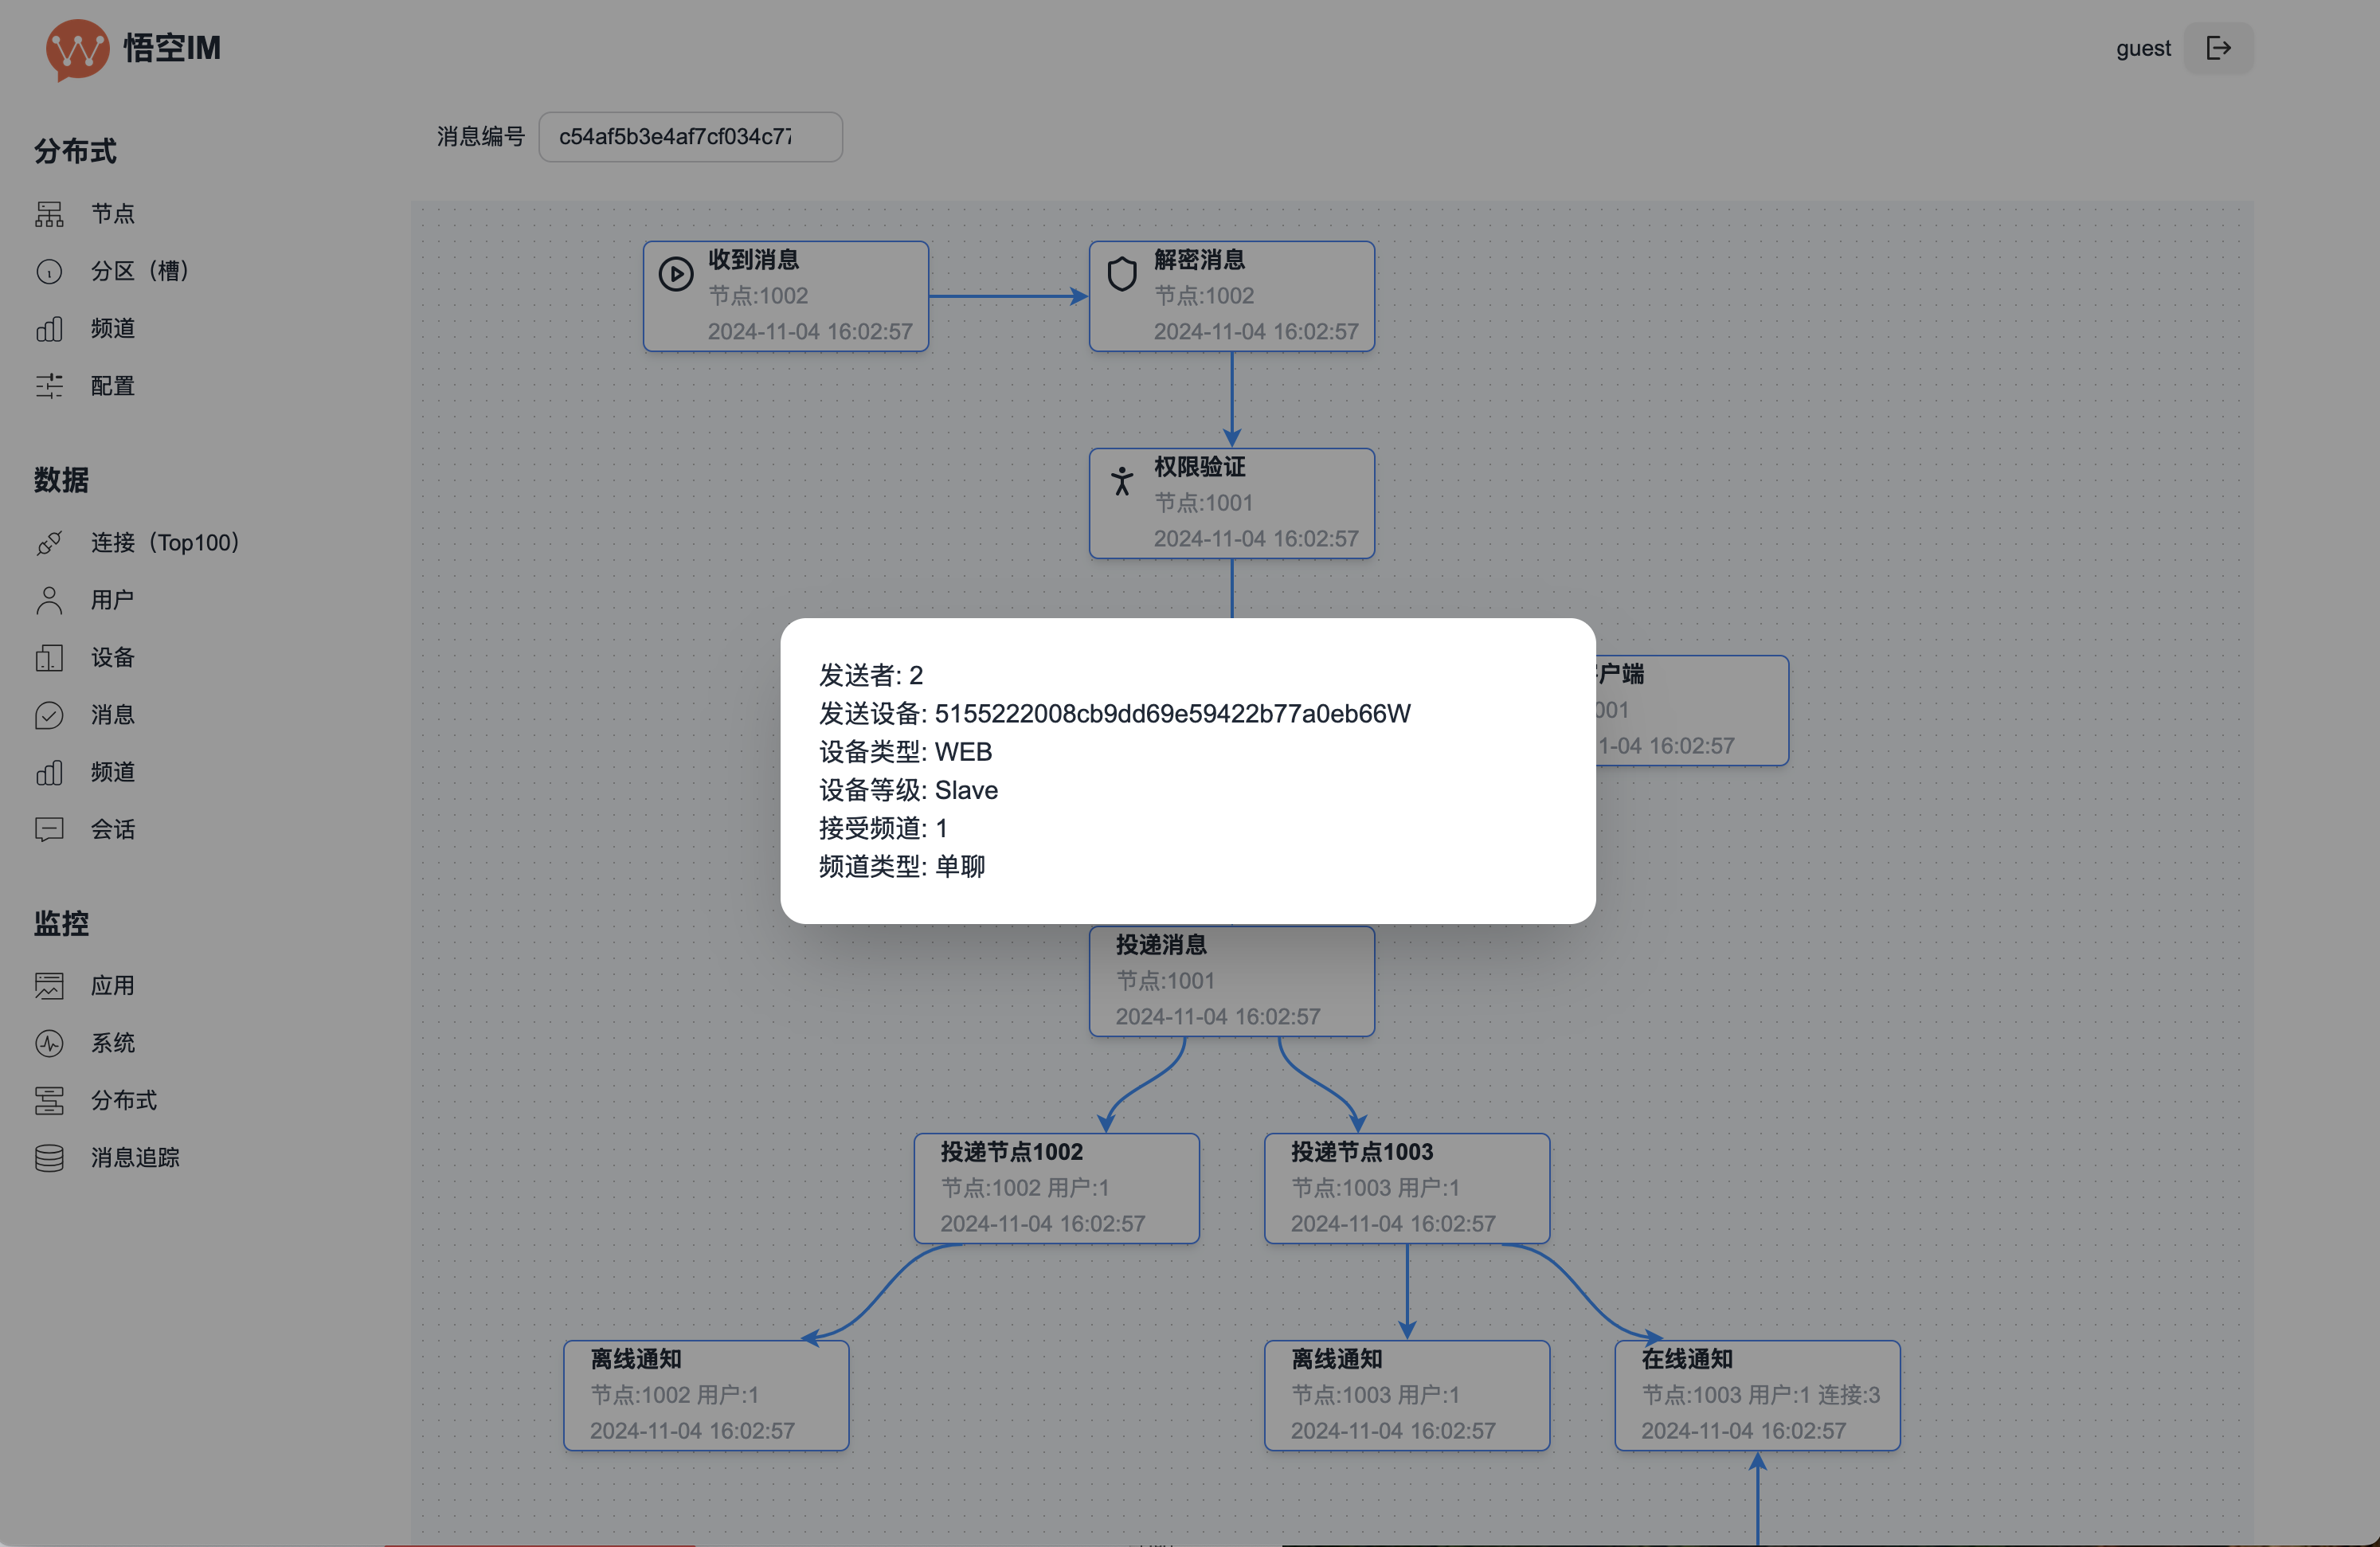 悟空IM
guest
分布式
节点
分区（槽）
频道
配置
数据
连接（Top100）
用户
设备
消息
频道
会话
监控
应用
系统
分布式
消息追踪
消息编号 c54af5b3e4af7cf034c77
收到消息
节点:1002
2024-11-04 16:02:57
解密消息
节点:1002
2024-11-04 16:02:57
权限验证
节点:1001
2024-11-04 16:02:57
户端
001
1-04 16:02:57
发送者: 2
发送设备: 5155222008cb9dd69e59422b77a0eb66W
设备类型: WEB
设备等级: Slave
接受频道: 1
频道类型: 单聊
投递消息
节点:1001
2024-11-04 16:02:57
投递节点1002
节点:1002 用户:1
2024-11-04 16:02:57
投递节点1003
节点:1003 用户:1
2024-11-04 16:02:57
离线通知
节点:1002 用户:1
2024-11-04 16:02:57
离线通知
节点:1003 用户:1
2024-11-04 16:02:57
在线通知
节点:1003 用户:1 连接:3
2024-11-04 16:02:57